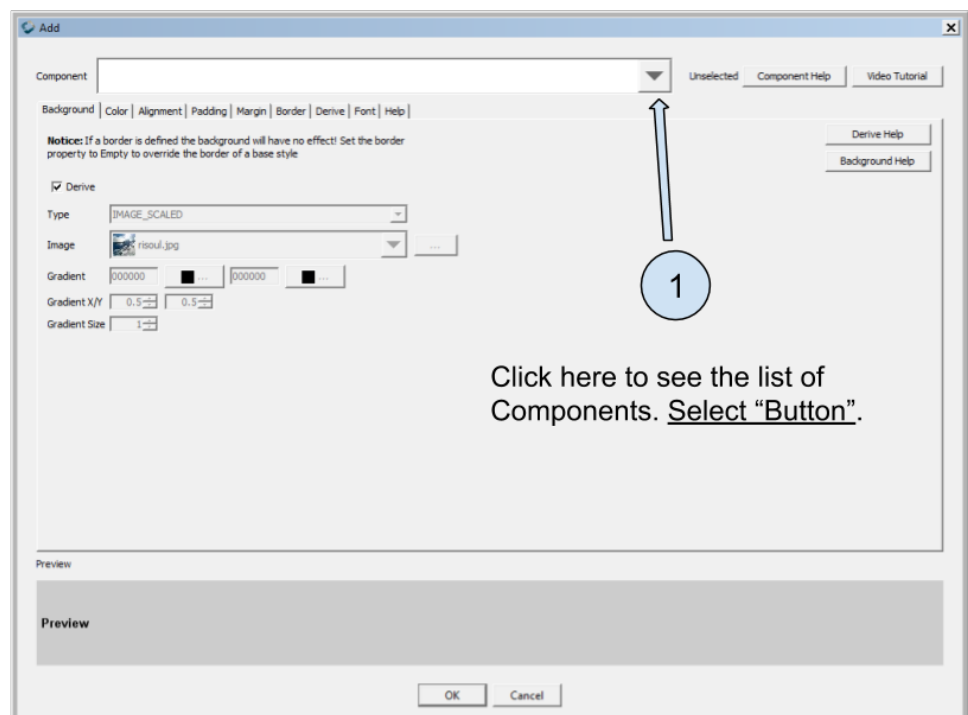 Add
Component Unselected Component Help Video Tutorial
Background Color Alignment Padding Margin Border Derive Font Help
Notice: If a border is defined the background will have no effect! Set the border
property to Empty to override the border of a base style
Derive Help
Background Help
Derive
Type IMAGE_SCALED
Image risoul.jpg ...
Gradient 000000 ... 000000 ...
Gradient X/Y 0.5 0.5
Gradient Size 1
1
Click here to see the list of
Components. Select “Button”.
Preview
Preview
OK Cancel